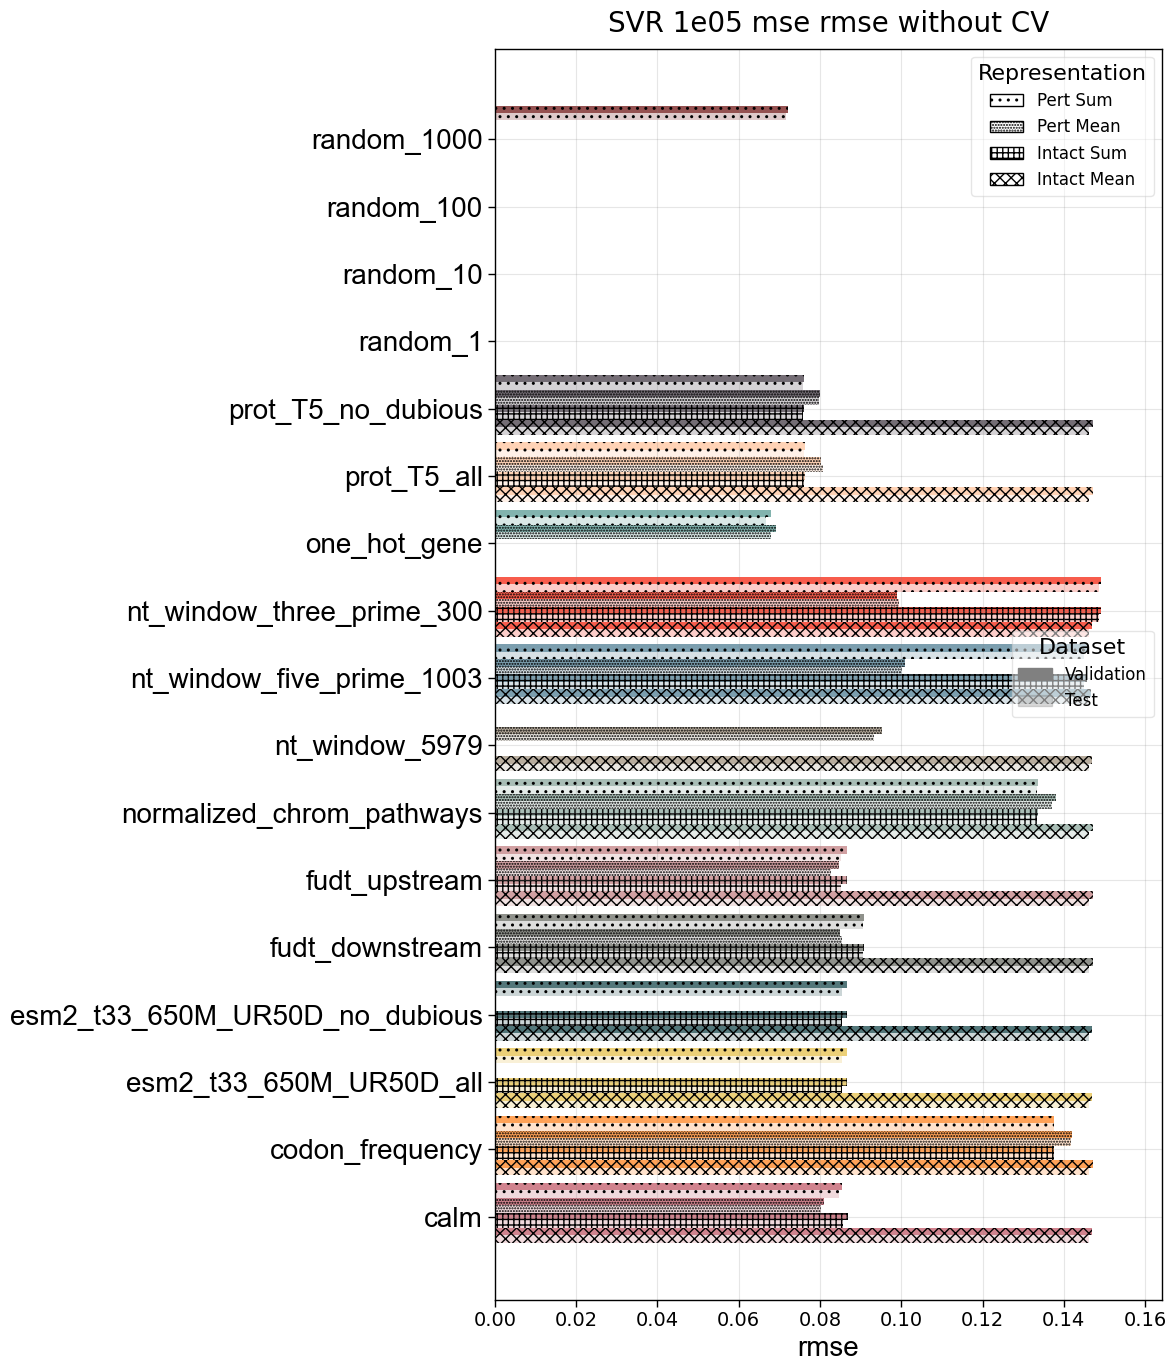 SVR 1e05 mse rmse without CV
Representation
Pert Sum
Pert Mean
Intact Sum
Intact Mean
random_1000
random_100
random_10
random_1
prot_T5_no_dubious
prot_T5_all
one_hot_gene
nt_window_three_prime_300
nt_window_five_prime_1003
Dataset
Validation
Test
nt_window_5979
normalized_chrom_pathways
fudt_upstream
fudt_downstream
esm2_t33_650M_UR50D_no_dubious
esm2_t33_650M_UR50D_all
codon_frequency
calm
0.00 0.02 0.04 0.06 0.08 0.10 0.12 0.14 0.16
rmse